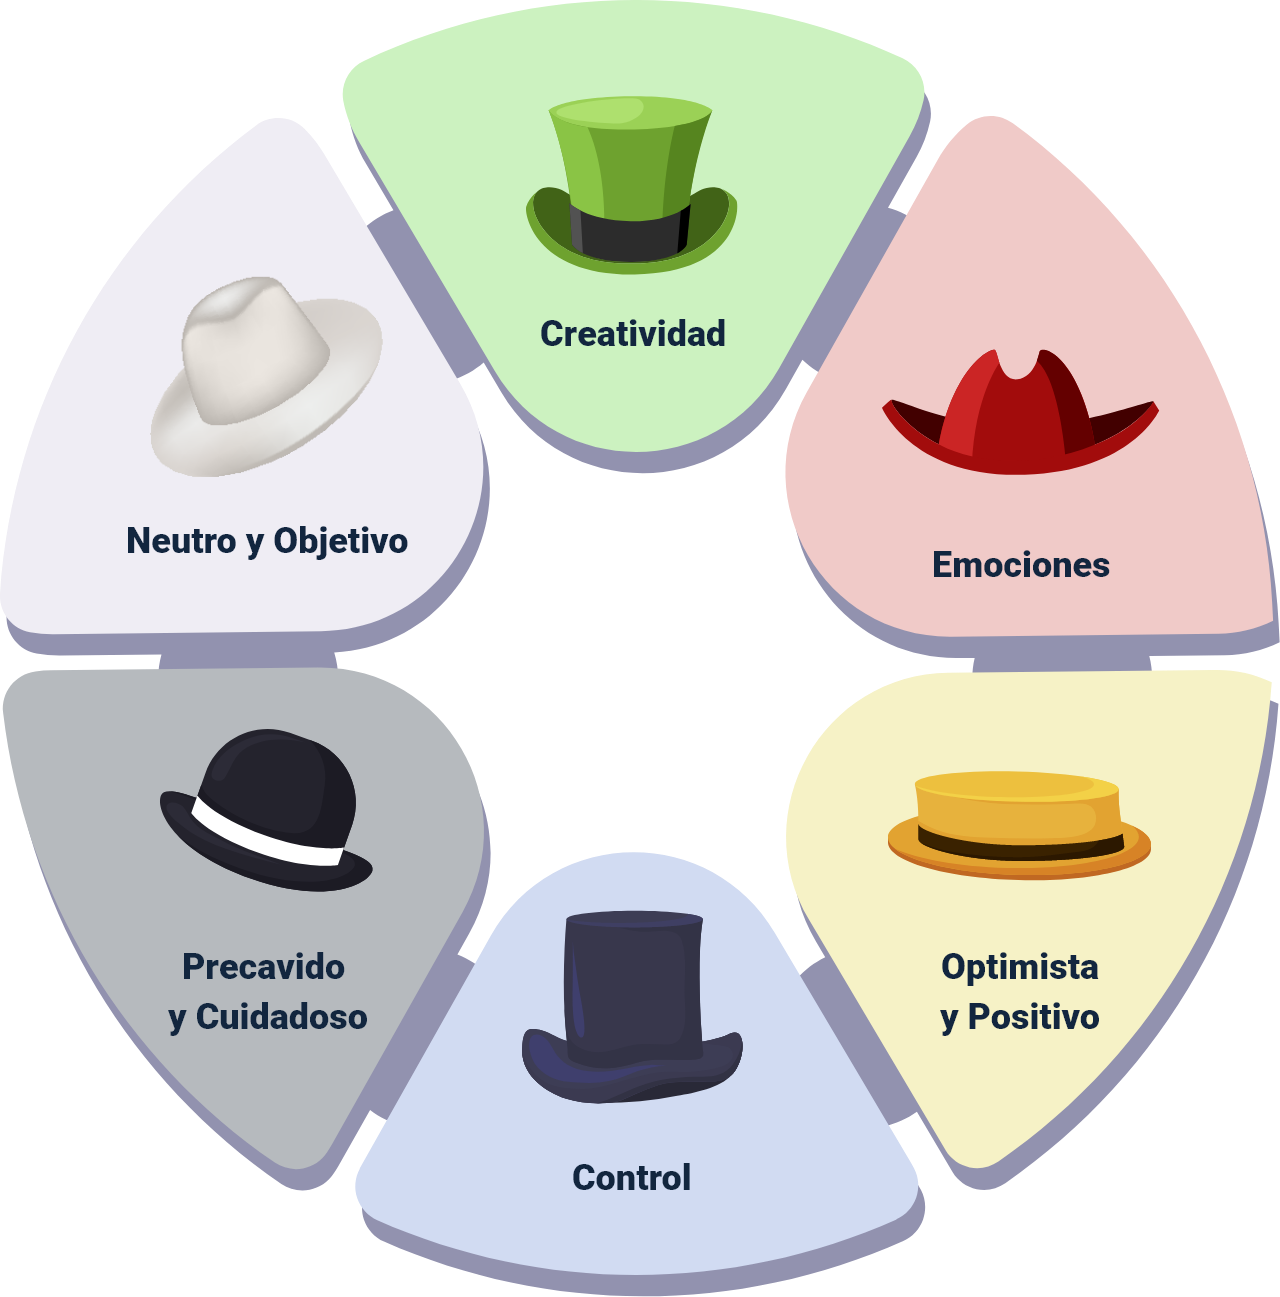 Creatividad
Neutro y Objetivo
Emociones
Precavido
y Cuidadoso
Optimista
y Positivo
Control